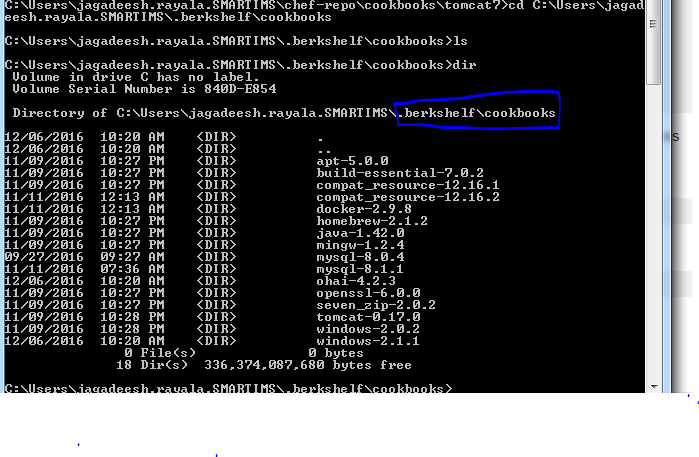 C:\Users\jagadeesh.rayala.SMARTIMS\chef-repo\cookbooks\tomcat7>cd C:\Users\jagad
eesh.rayala.SMARTIMS\.berkshelf\cookbooks
C:\Users\jagadeesh.rayala.SMARTIMS\.berkshelf\cookbooks>ls
C:\Users\jagadeesh.rayala.SMARTIMS\.berkshelf\cookbooks>dir
Volume in drive C has no label.
Volume Serial Number is 840D-E854
Directory of C:\Users\jagadeesh.rayala.SMARTIMS\.berkshelf\cookbooks
12/06/2016 10:20 AM <DIR> .
12/06/2016 10:20 AM <DIR> ..
11/09/2016 10:27 PM <DIR> apt-5.0.0
11/09/2016 10:27 PM <DIR> build-essential-7.0.2
11/09/2016 10:27 PM <DIR> compat_resource-12.16.1
11/11/2016 12:13 AM <DIR> compat_resource-12.16.2
11/11/2016 12:13 AM <DIR> docker-2.9.8
11/09/2016 10:27 PM <DIR> homebrew-2.1.2
11/09/2016 10:27 PM <DIR> java-1.42.0
11/09/2016 10:27 PM <DIR> mingw-1.2.4
09/27/2016 09:27 AM <DIR> mysql-8.0.4
11/11/2016 07:36 AM <DIR> mysql-8.1.1
12/06/2016 10:20 AM <DIR> ohai-4.2.3
11/09/2016 10:27 PM <DIR> openssl-6.0.0
11/09/2016 10:27 PM <DIR> seven_zip-2.0.2
11/09/2016 10:28 PM <DIR> tomcat-0.17.0
11/09/2016 10:28 PM <DIR> windows-2.0.2
12/06/2016 10:20 AM <DIR> windows-2.1.1
0 File(s) 0 bytes
18 Dir(s) 336,374,087,680 bytes free
C:\Users\jagadeesh.rayala.SMARTIMS\.berkshelf\cookbooks>